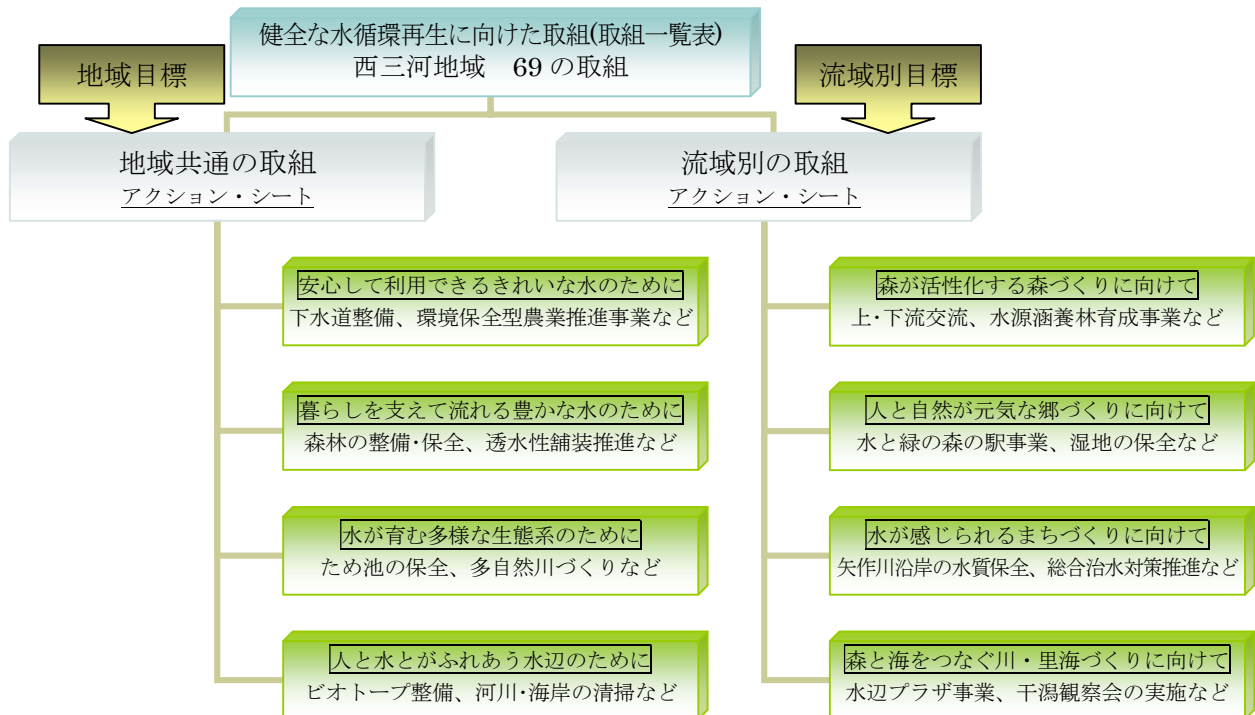 健全な水循環再生に向けた取組(取組一覧表)
西三河地域　69 の取組
地域目標
流域別目標
地域共通の取組
アクション・シート
流域別の取組
アクション・シート
安心して利用できるきれいな水のために
下水道整備、環境保全型農業推進事業など
暮らしを支えて流れる豊かな水のために
森林の整備･保全、透水性舗装推進など
水が育む多様な生態系のために
ため池の保全、多自然川づくりなど
人と水とがふれあう水辺のために
ビオトープ整備、河川･海岸の清掃など
森が活性化する森づくりに向けて
上･下流交流、水源涵養林育成事業など
人と自然が元気な郷づくりに向けて
水と緑の森の駅事業、湿地の保全など
水が感じられるまちづくりに向けて
矢作川沿岸の水質保全、総合治水対策推進など
森と海をつなぐ川・里海づくりに向けて
水辺プラザ事業、干潟観察会の実施など